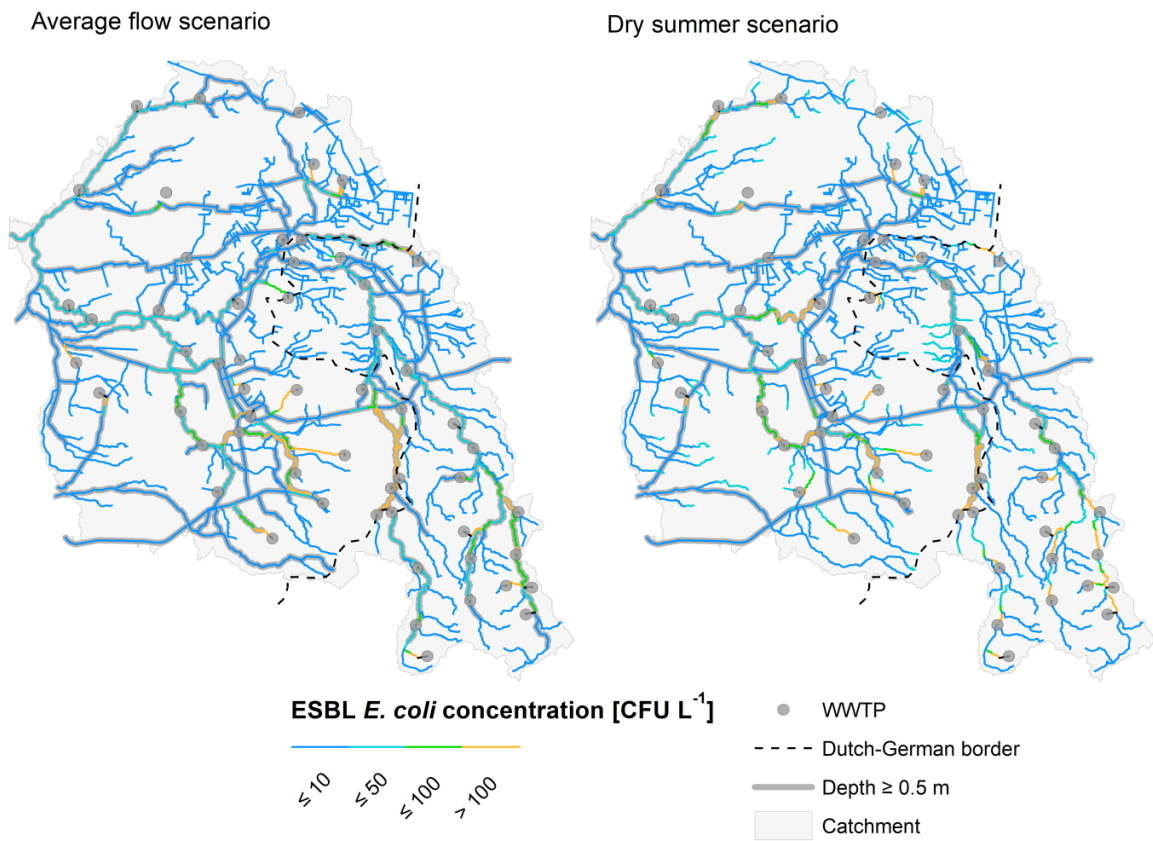 Average flow scenario
Dry summer scenario
ESBL E. coli concentration [CFU L⁻¹]
≤ 10
≤ 50
≤ 100
> 100
WWTP
Dutch-German border
Depth ≥ 0.5 m
Catchment